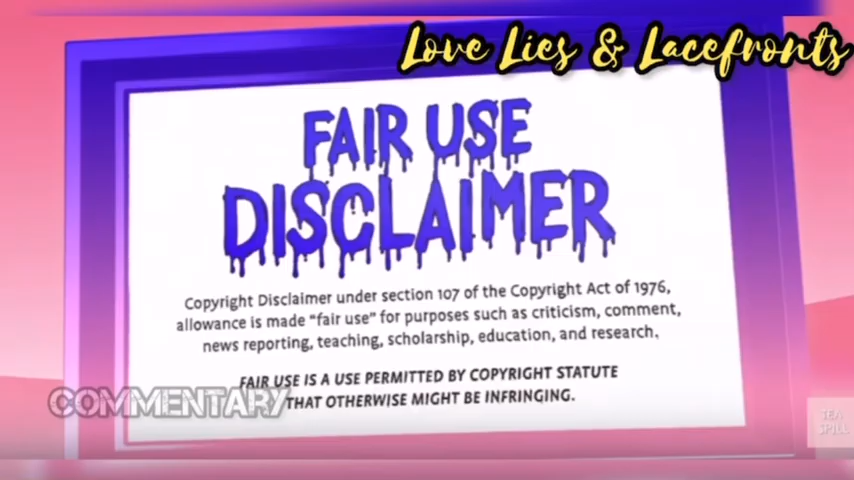 Love Lies & Lacefronts
FAIR USE
DISCLAIMER
Copyright Disclaimer under section 107 of the Copyright Act of 1976,
allowance is made "fair use" for purposes such as criticism, comment,
news reporting, teaching, scholarship, education, and research.
FAIR USE IS A USE PERMITTED BY COPYRIGHT STATUTE
THAT OTHERWISE MIGHT BE INFRINGING.
COMMENTARY
TEA
SPILL